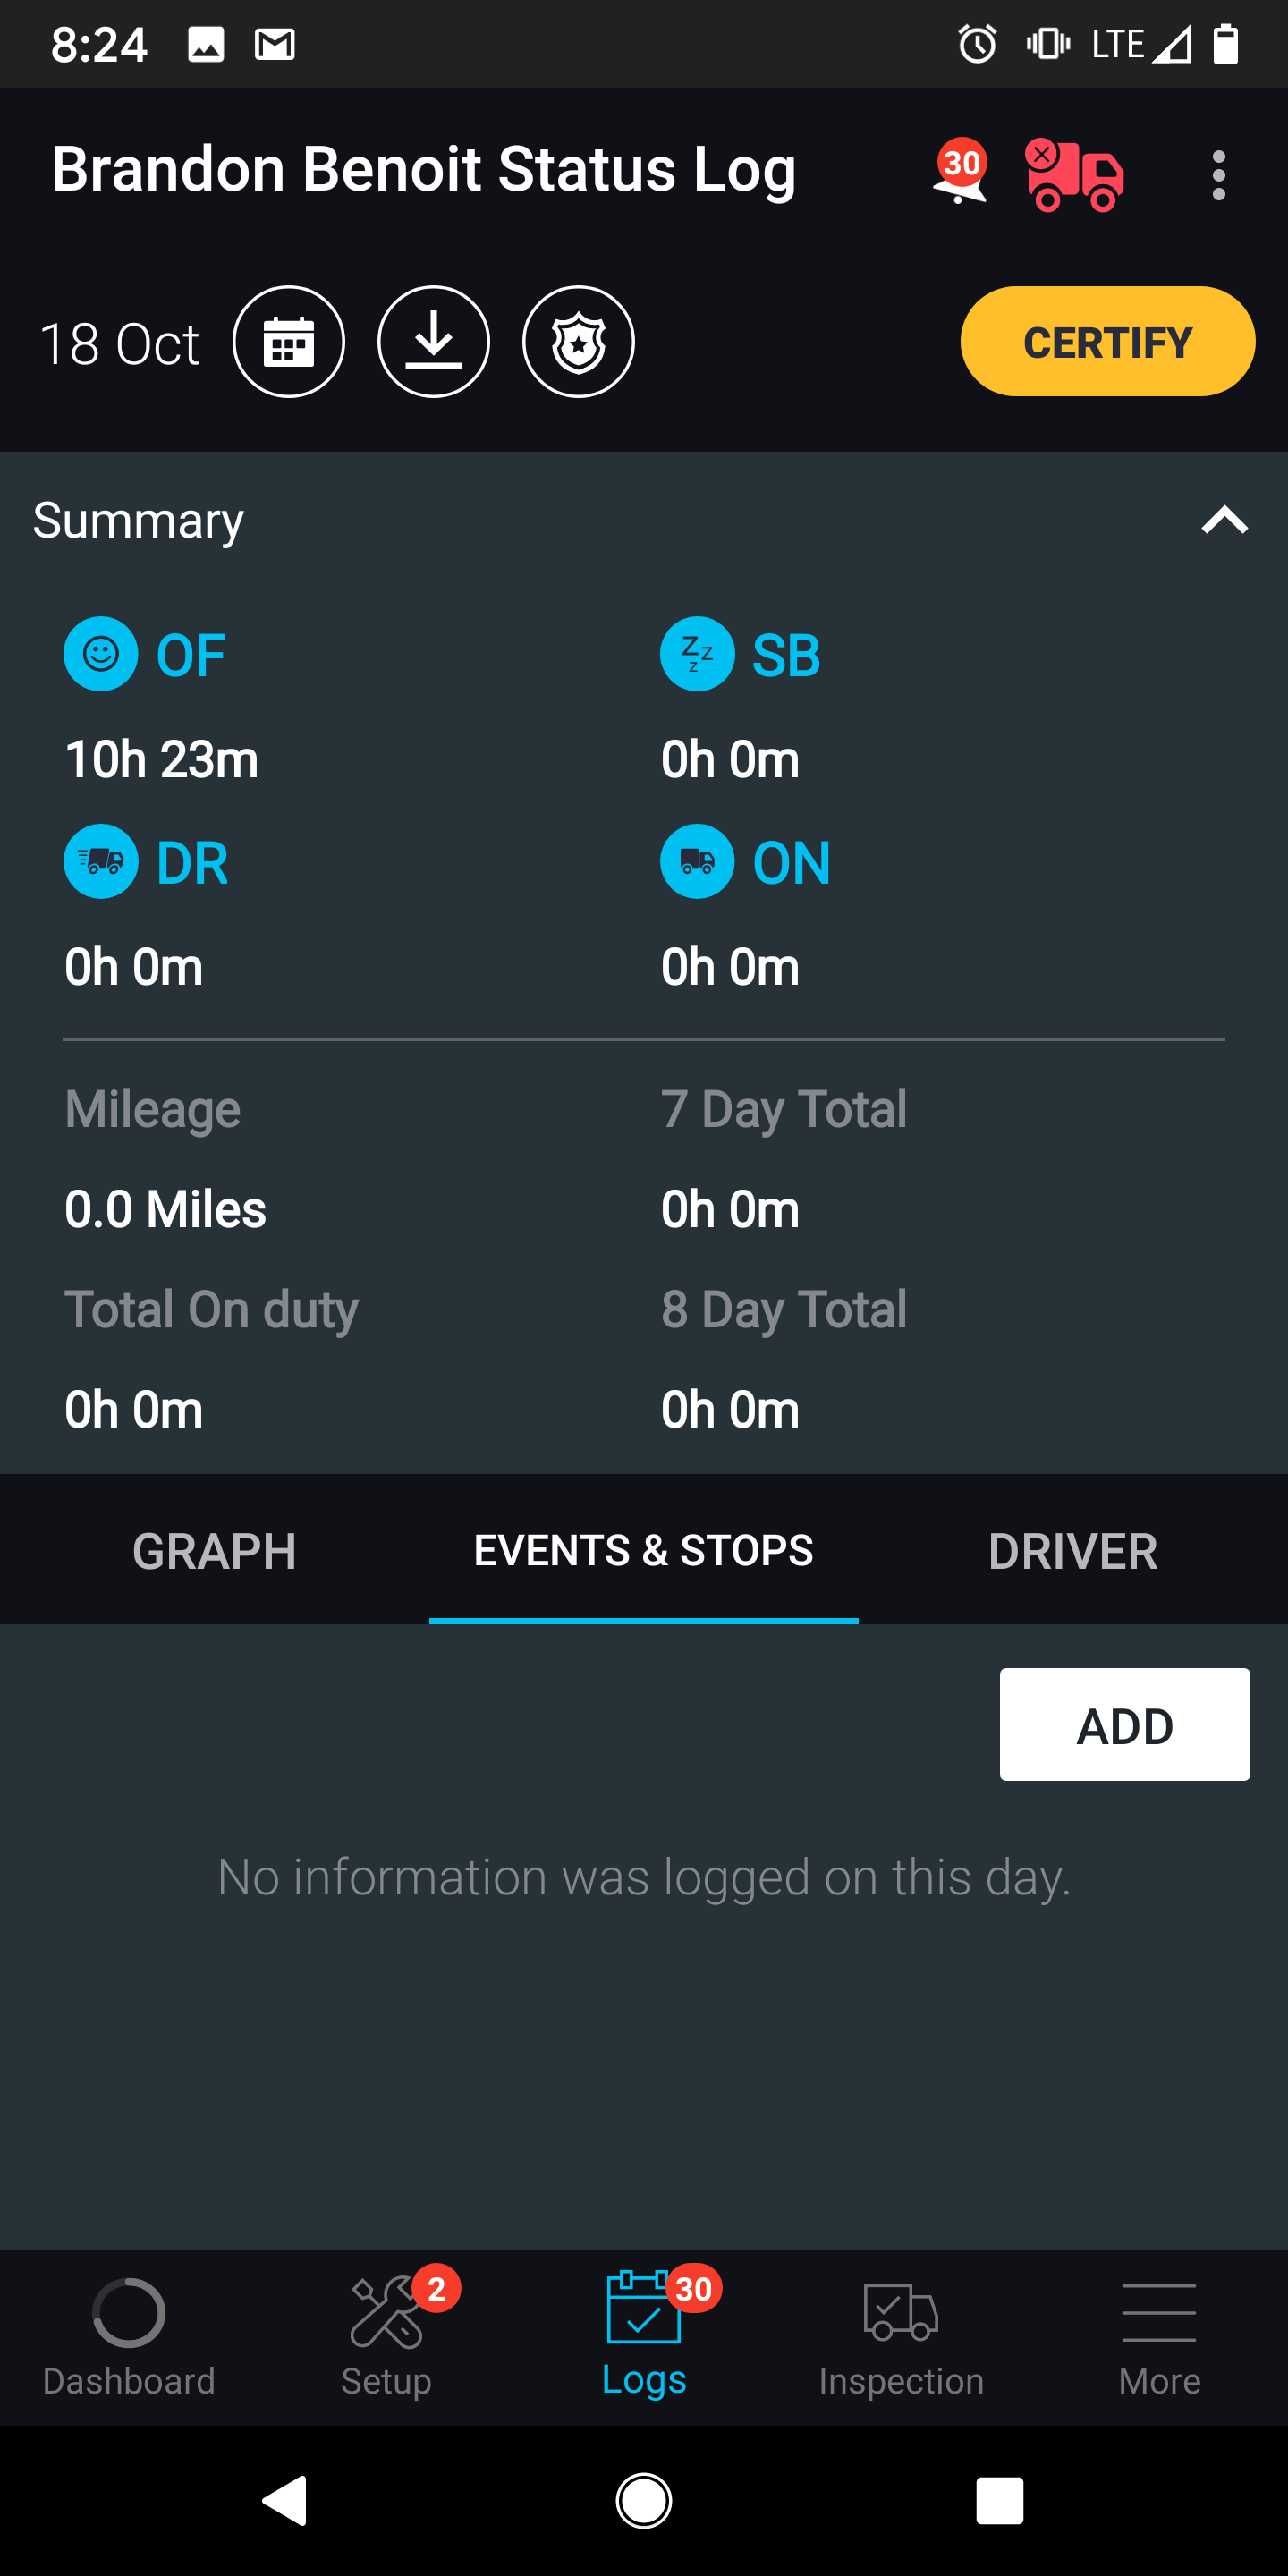 8:24 LTE
Brandon Benoit Status Log 30
18 Oct CERTIFY
Summary
OF zzz SB
10h 23m 0h 0m
DR ON
0h 0m 0h 0m
Mileage 7 Day Total
0.0 Miles 0h 0m
Total On duty 8 Day Total
0h 0m 0h 0m
GRAPH EVENTS & STOPS DRIVER
ADD
No information was logged on this day.
2 30
Dashboard Setup Logs Inspection More